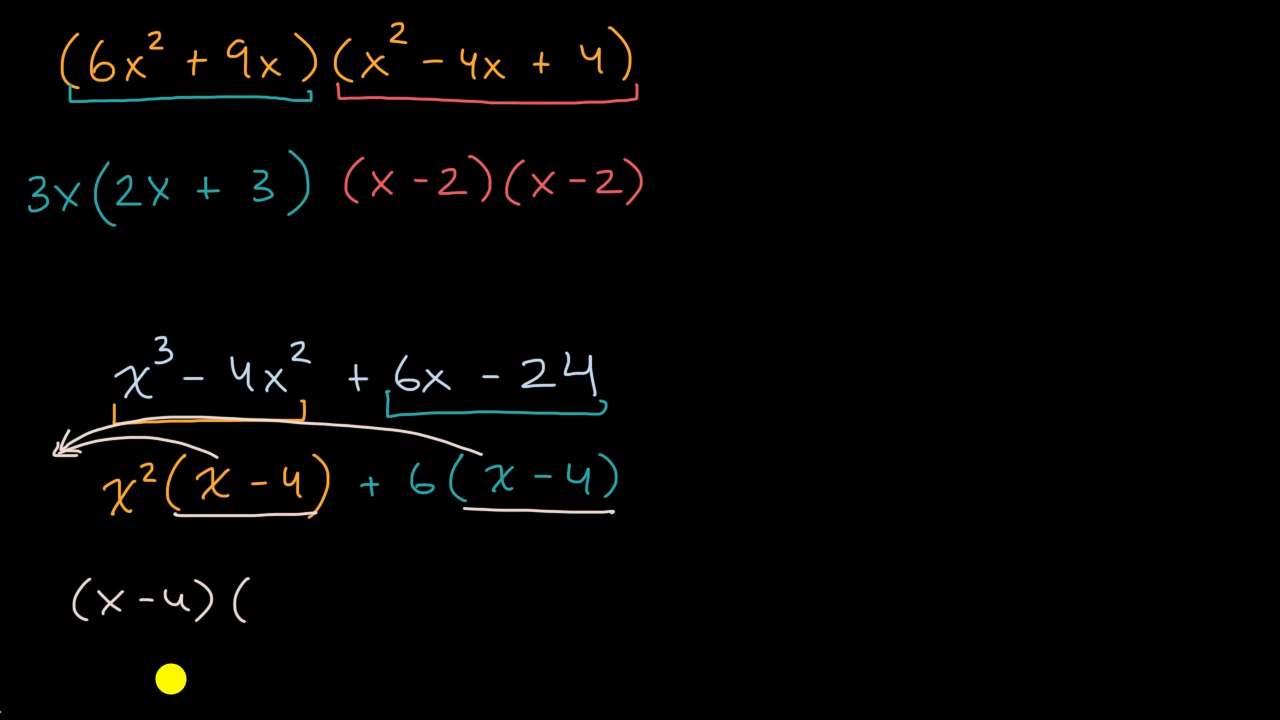 (6x² + 9x)(x² - 4x + 4)
3x(2x + 3) (x - 2)(x - 2)
x³ - 4x² + 6x - 24
x²(x - 4) + 6(x - 4)
(x - 4)(